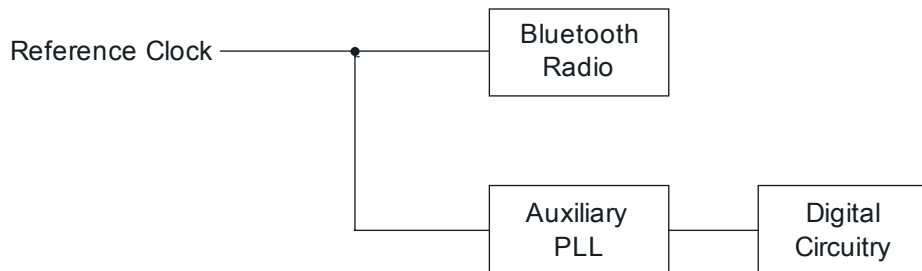 Reference Clock
Bluetooth
Radio
Auxiliary
PLL
Digital
Circuitry